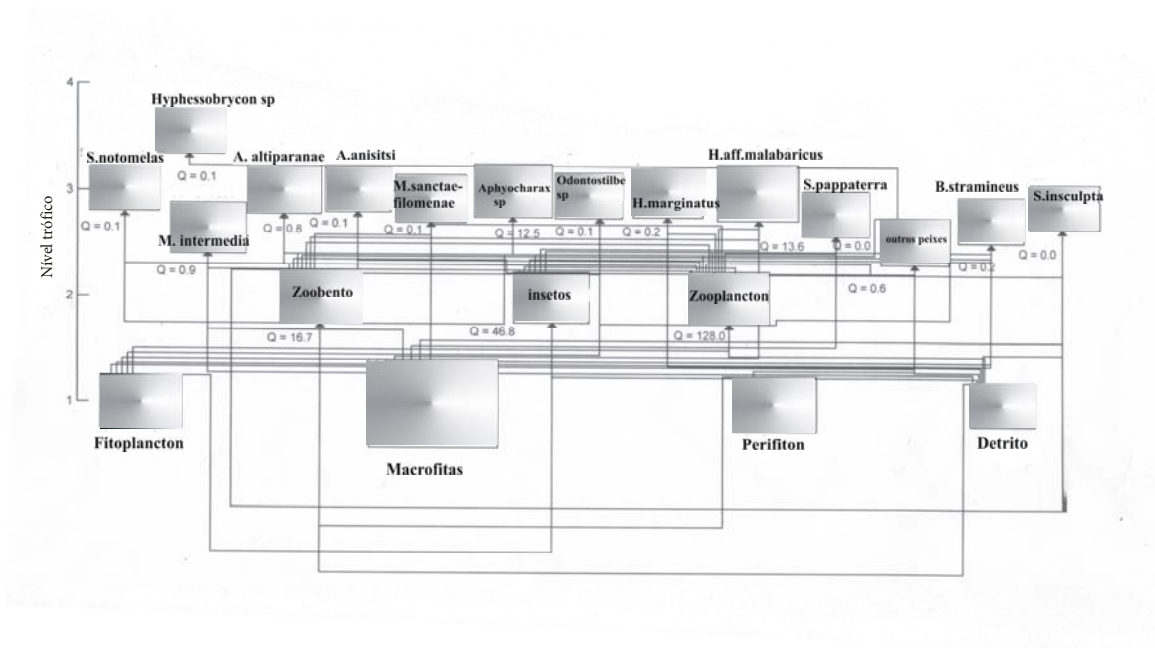 4
Hyphessobrycon sp
S.notomelas
A. altiparanae
A.anisitsi
H.aff.malabaricus
Q = 0.1
3
M.sanctae-
filomenae
Aphyocharax
sp
Odontostilbe
sp
H.marginatus
S.pappaterra
B.stramineus
S.insculpta
Nível trófico
Q = 0.1
M. intermedia
Q = 0.8
Q = 0.1
Q = 0.1
Q = 12.5
Q = 0.1
Q = 0.2
Q = 13.6
Q = 0.0
outros peixes
Q = 0.2
Q = 0.0
Q = 0.9
Q = 0.6
2
Zoobento
insetos
Zooplancton
Q = 16.7
Q = 46.8
Q = 128.0
1
Fitoplancton
Macrofitas
Perifiton
Detrito